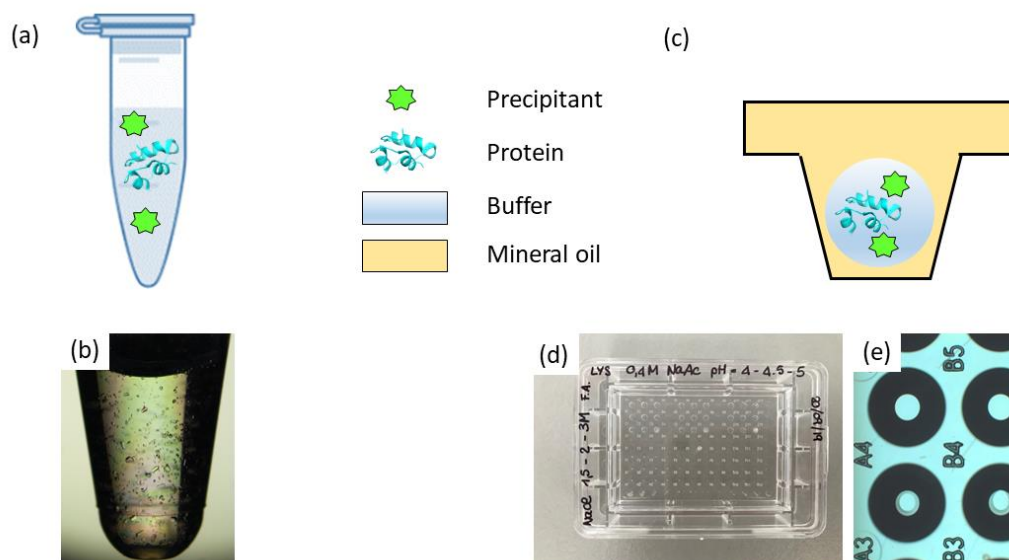 (a)
(c)
Precipitant
Protein
Buffer
Mineral oil
(b)
(d)
(e)
LYS 0,1M NaAc pH = 4 - 4.5 - 5
NaCl 1,5 - 2 - 3M F.A.
A4
B5
B4
A3
B3